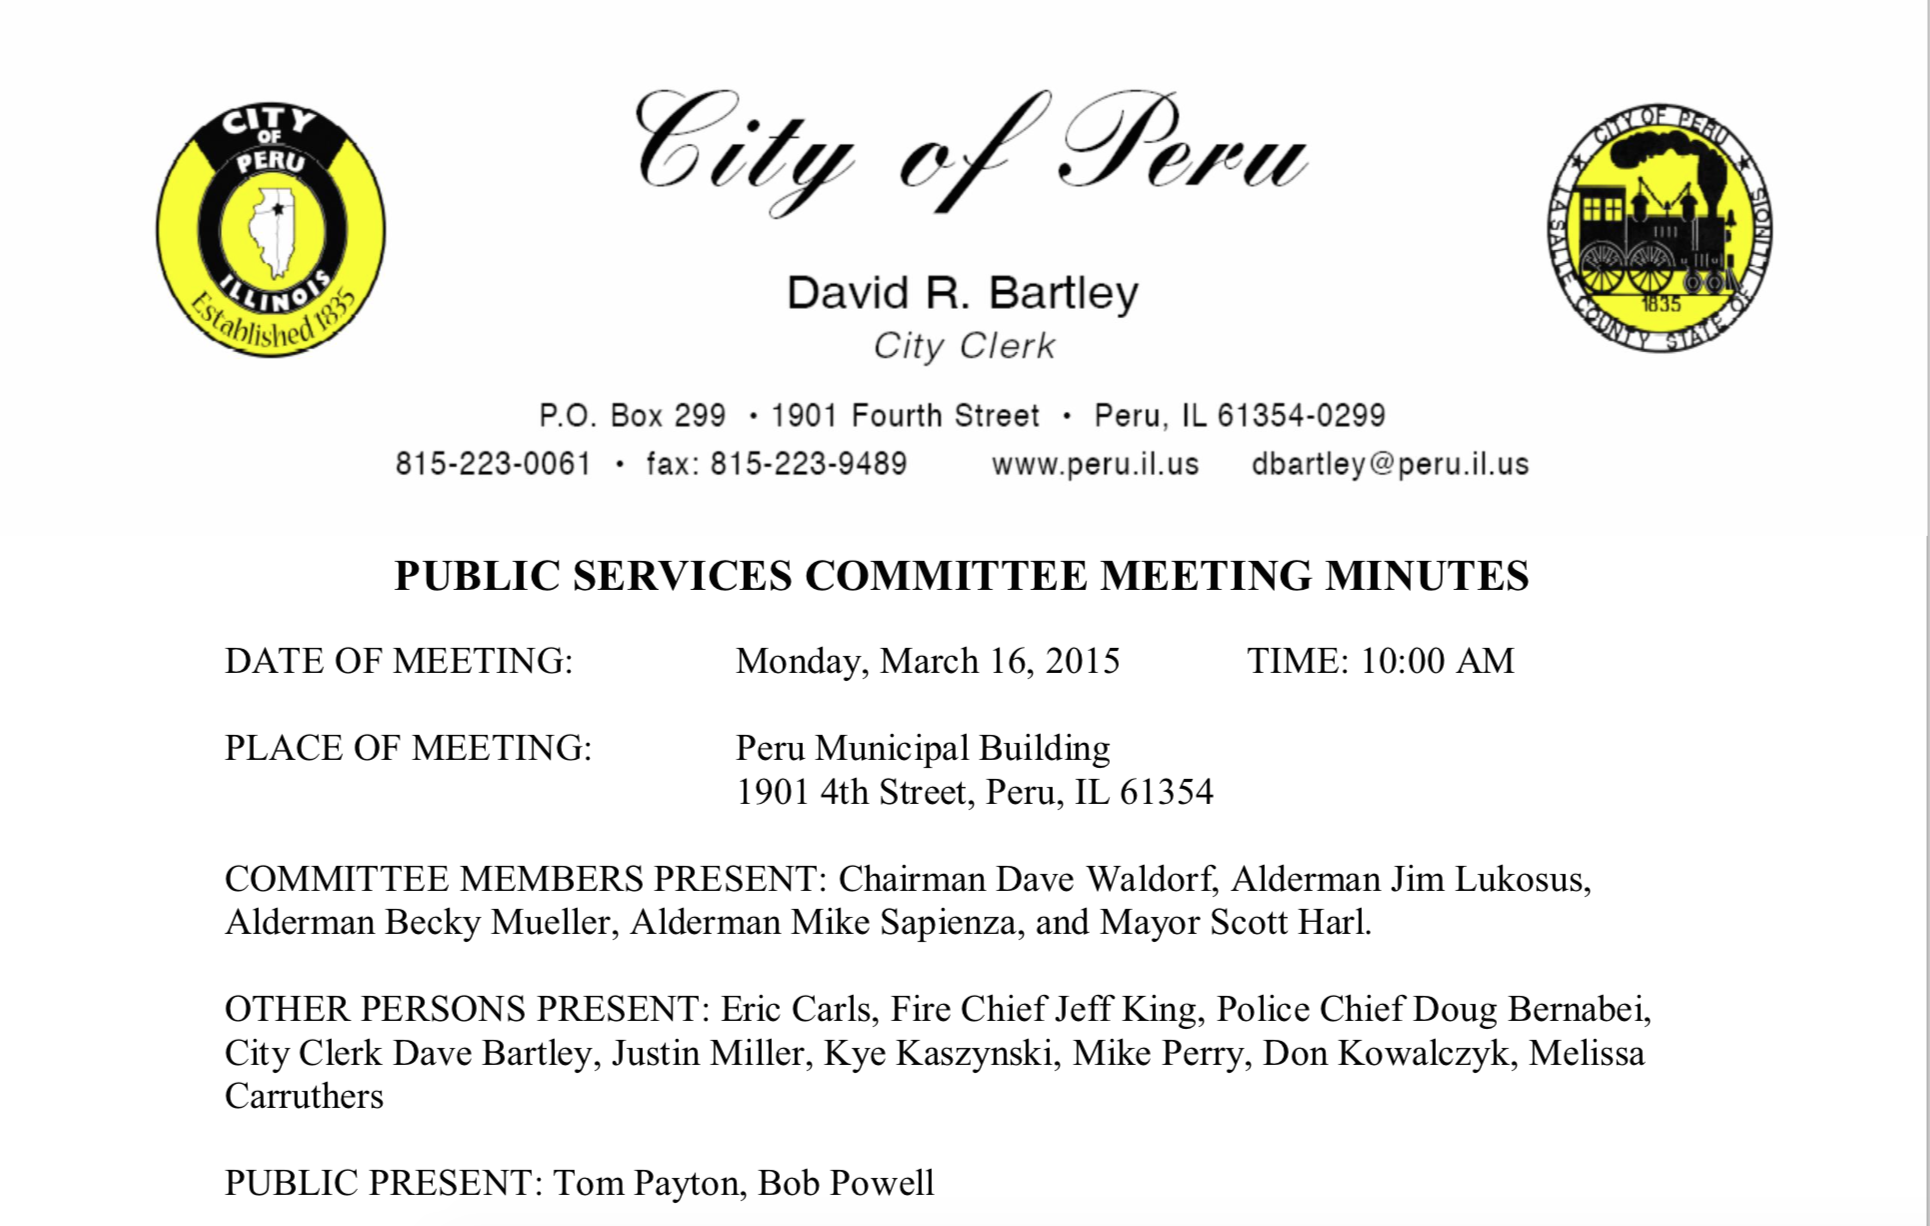 CITY
OF
PERU
ILLINOIS
Established 1835
City of Peru
David R. Bartley
City Clerk
P.O. Box 299 • 1901 Fourth Street • Peru, IL 61354-0299
815-223-0061 • fax: 815-223-9489 www.peru.il.us dbartley@peru.il.us
CITY OF PERU
LASALLE COUNTY STATE OF ILLINOIS
1835
PUBLIC SERVICES COMMITTEE MEETING MINUTES
DATE OF MEETING: Monday, March 16, 2015 TIME: 10:00 AM
PLACE OF MEETING: Peru Municipal Building
1901 4th Street, Peru, IL 61354
COMMITTEE MEMBERS PRESENT: Chairman Dave Waldorf, Alderman Jim Lukosus,
Alderman Becky Mueller, Alderman Mike Sapienza, and Mayor Scott Harl.
OTHER PERSONS PRESENT: Eric Carls, Fire Chief Jeff King, Police Chief Doug Bernabei,
City Clerk Dave Bartley, Justin Miller, Kye Kaszynski, Mike Perry, Don Kowalczyk, Melissa
Carruthers
PUBLIC PRESENT: Tom Payton, Bob Powell